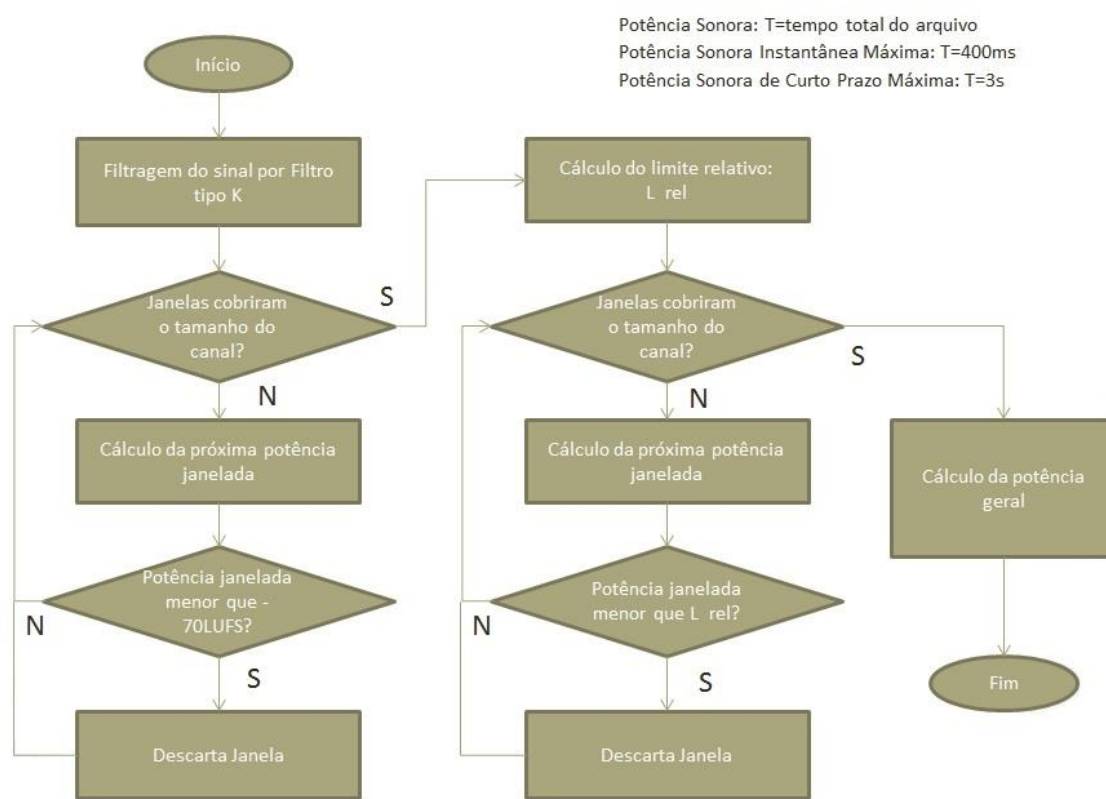 Potência Sonora: T=tempo total do arquivo
Potência Sonora Instantânea Máxima: T=400ms
Potência Sonora de Curto Prazo Máxima: T=3s
Início
Filtragem do sinal por Filtro
tipo K
Janelas cobriram
o tamanho do
canal?
S
N
Cálculo da próxima potência
janelada
Potência janelada
menor que -
70LUFS?
N
S
Descarta Janela
Cálculo do limite relativo:
L rel
Janelas cobriram
o tamanho do
canal?
S
N
Cálculo da próxima potência
janelada
Potência janelada
menor que L rel?
N
S
Descarta Janela
Cálculo da potência
geral
Fim